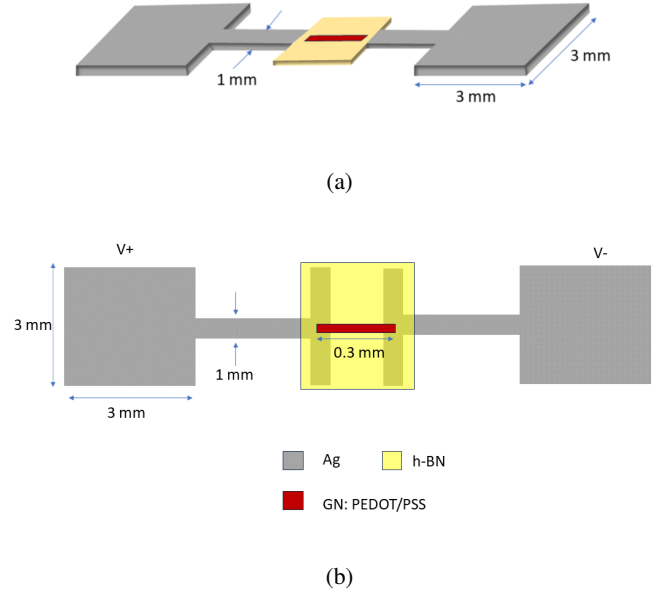 1 mm
3 mm
3 mm
(a)
V+
V-
3 mm
0.3 mm
1 mm
3 mm
Ag
h-BN
GN: PEDOT/PSS
(b)